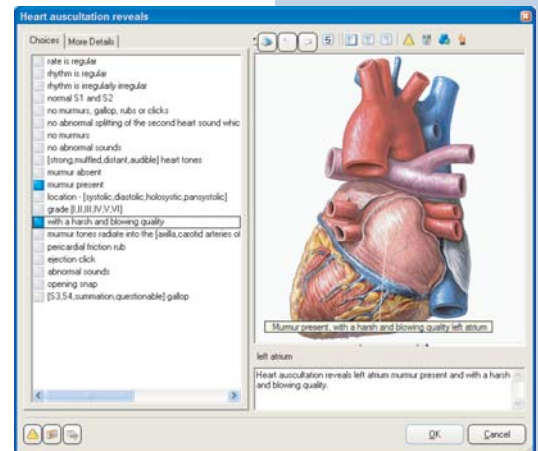 Heart auscultation reveals
Choices
More Details
rate is regular
rhythm is regular
rhythm is irregularly irregular
normal S1 and S2
no murmurs, gallop, rubs or clicks
no abnormal splitting of the second heart sound whic
no murmurs
no abnormal sounds
[strong,muffled,distant,audible] heart tones
murmur absent
murmur present
location - [systolic,diastolic,holosystic,pansystolic]
grade [I,II,III,IV,V,VI]
with a harsh and blowing quality
murmur tones radiate into the [axilla,carotid arteries ol
pericardial friction rub
ejection click
abnormal sounds
opening snap
[S3,S4,summation,questionable] gallop
Murmur present, with a harsh and blowing quality left atrium
left atrium
Heart auscultation reveals left atrium murmur present and with a harsh
and blowing quality.
OK
Cancel